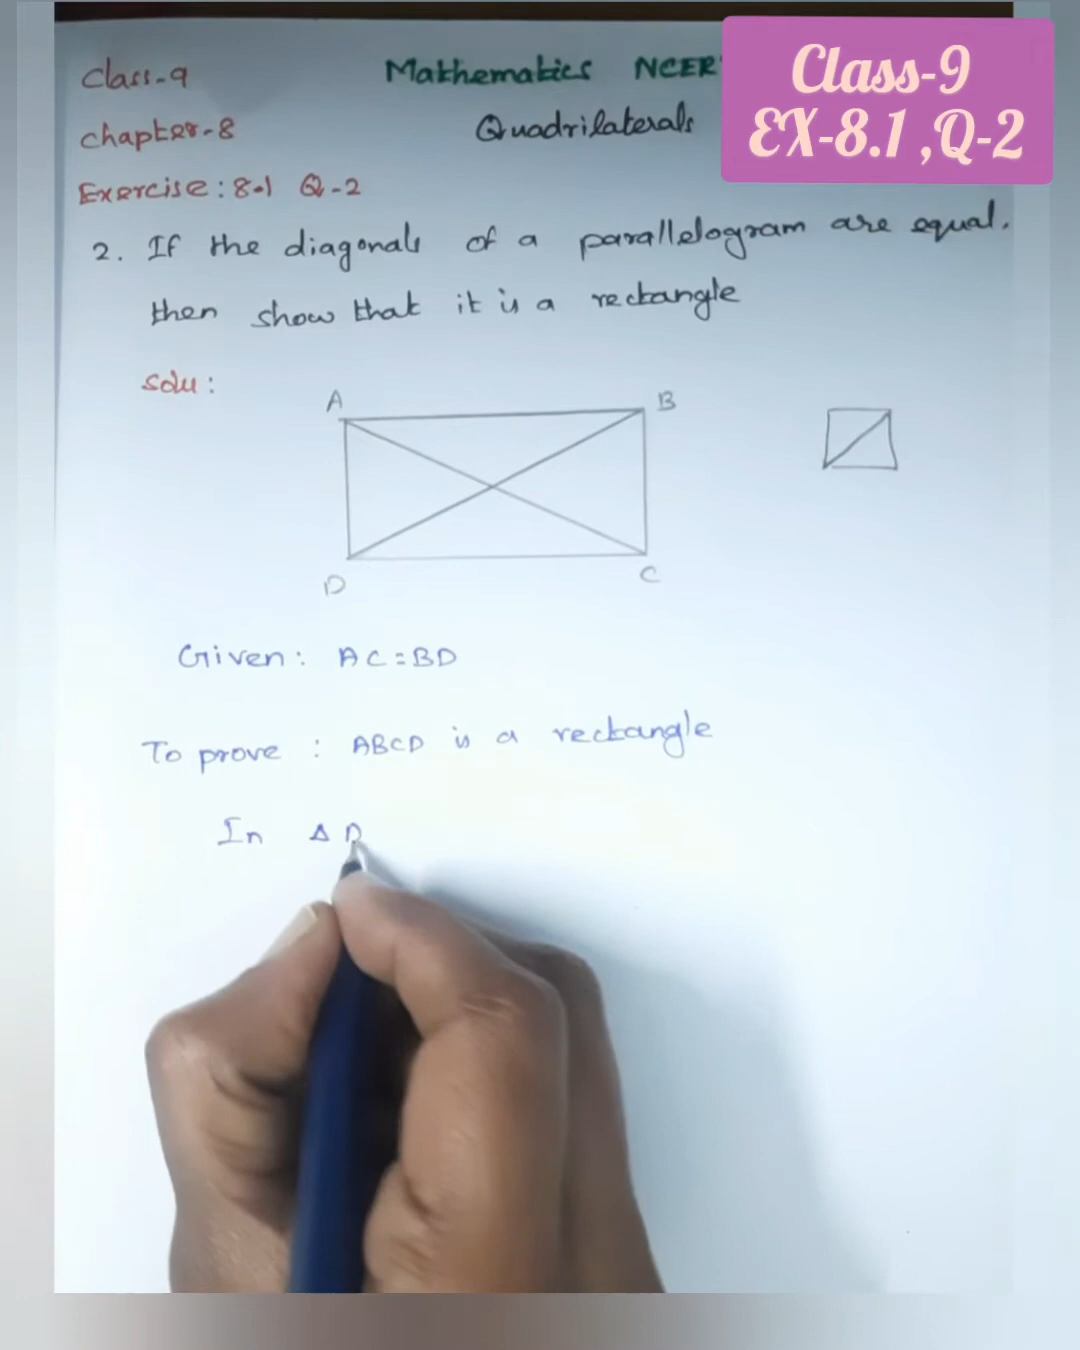 Class-9
Mathematics NCER
Class-9
EX-8.1 ,Q-2
Chapter-8
Quadrilaterals
Exercise: 8.1 Q-2
2. If the diagonals of a parallelogram are equal.
then show that it is a rectangle
Solu:
A
B
D
C
Given: AC=BD
To prove : ABCD is a rectangle
In Δ